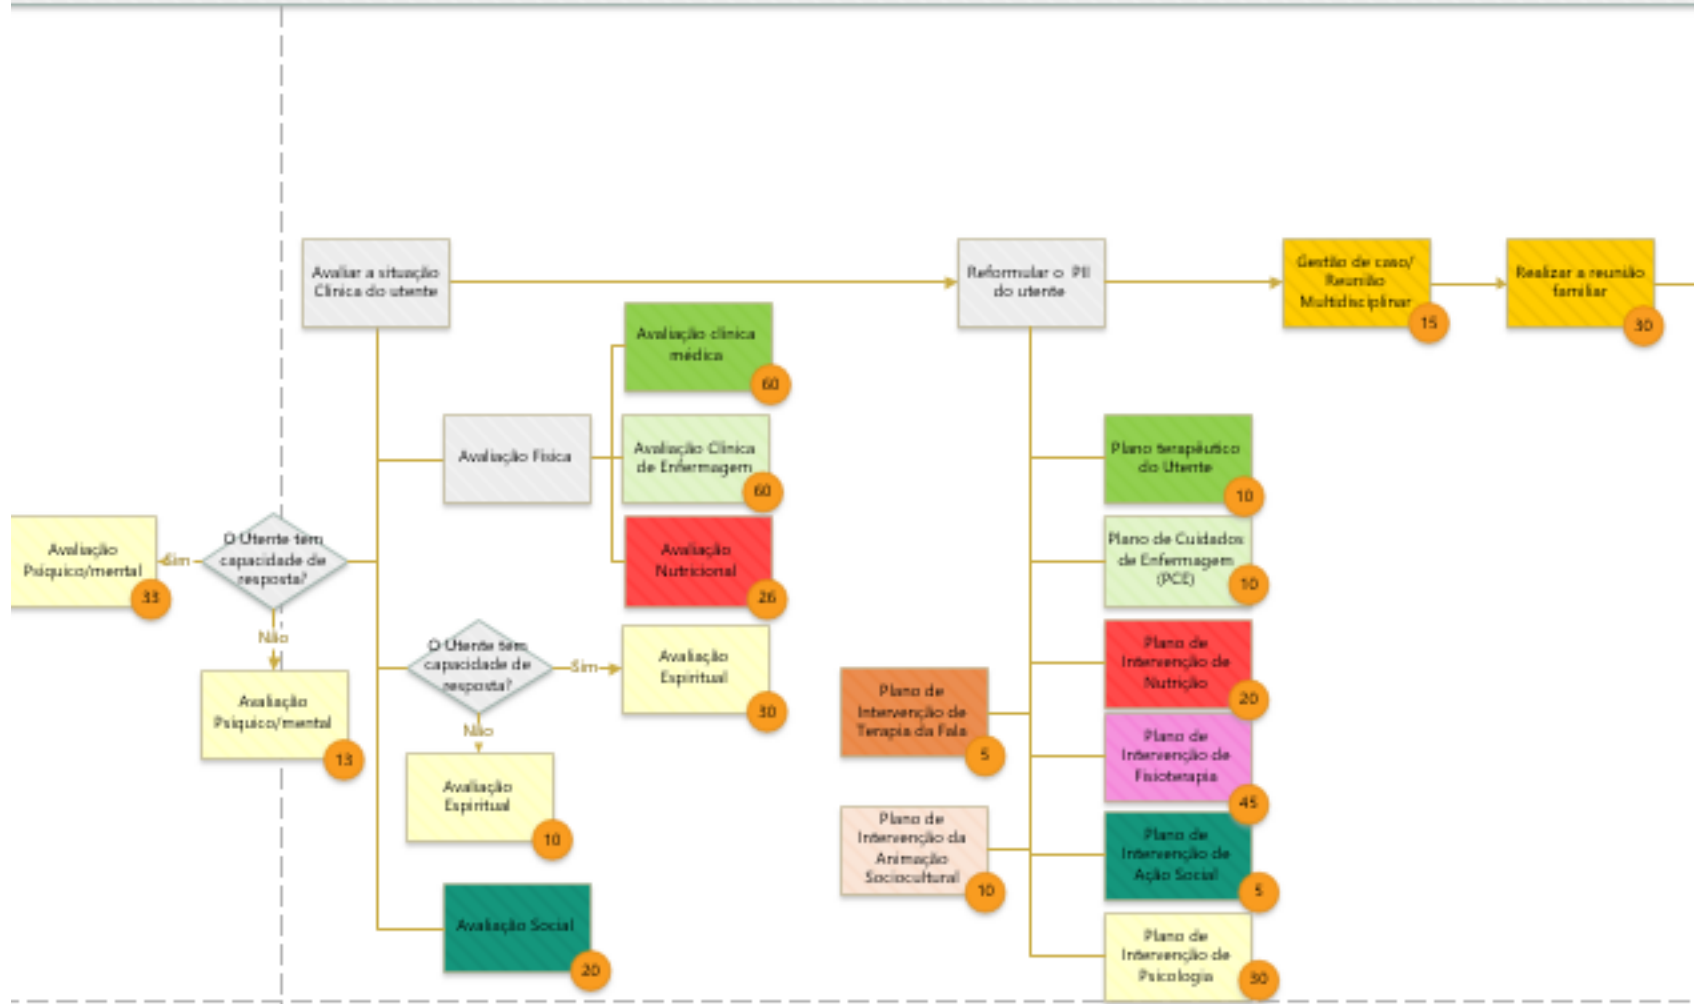 Avaliar a situação
Clínica do utente
Reformular o PII
do utente
Gestão de caso/
Reunião
Multidisciplinar
15
Realizar a reunião
familiar
30
Avaliação clínica
médica
60
Avaliação Física
Avaliação Clínica
de Enfermagem
60
Avaliação
Nutricional
26
O Utente tem
capacidade de
resposta?
Sim
Avaliação
Psíquico/mental
33
Não
Avaliação
Psíquico/mental
13
O Utente tem
capacidade de
resposta?
Sim
Avaliação
Espiritual
30
Não
Avaliação
Espiritual
10
Avaliação Social
20
Plano terapêutico
do Utente
10
Plano de Cuidados
de Enfermagem
(PCE)
10
Plano de
Intervenção de
Nutrição
20
Plano de
Intervenção de
Terapia da Fala
5
Plano de
Intervenção de
Fisioterapia
45
Plano de
Intervenção da
Animação
Sociocultural
10
Plano de
Intervenção de
Ação Social
5
Plano de
Intervenção de
Psicologia
30